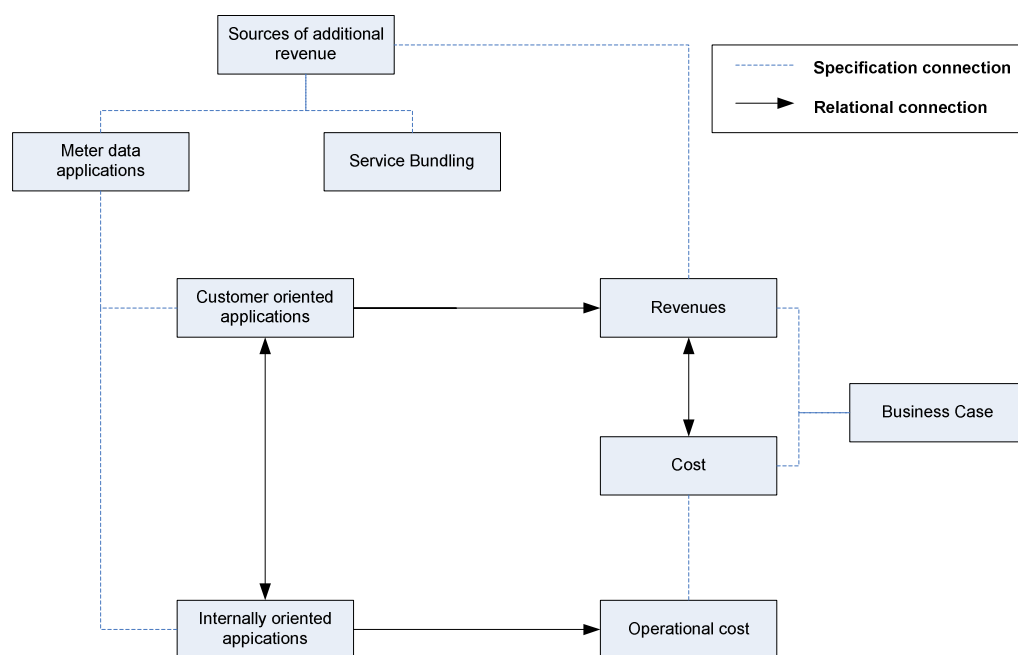 Sources of additional
revenue
Specification connection
Relational connection
Meter data
applications
Service Bundling
Customer oriented
applications
Revenues
Business Case
Cost
Internally oriented
appications
Operational cost